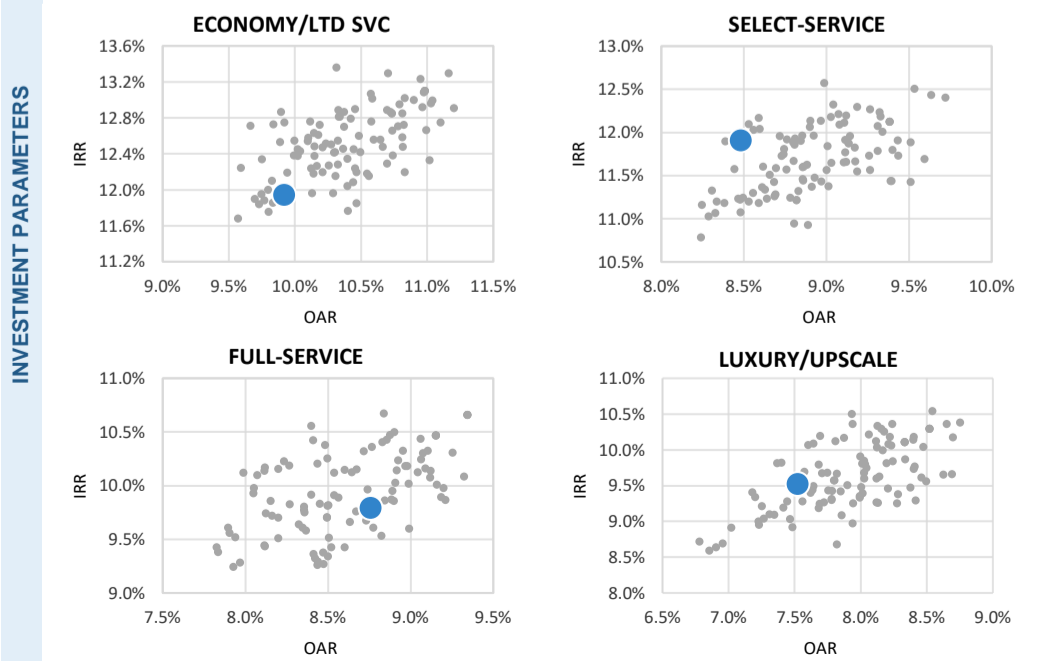 INVESTMENT PARAMETERS
ECONOMY/LTD SVC
13.6%
13.2%
12.8%
12.4%
12.0%
11.6%
11.2%
IRR
9.0% 9.5% 10.0% 10.5% 11.0% 11.5%
OAR
SELECT-SERVICE
13.0%
12.5%
12.0%
11.5%
11.0%
10.5%
IRR
8.0% 8.5% 9.0% 9.5% 10.0%
OAR
FULL-SERVICE
11.0%
10.5%
10.0%
9.5%
9.0%
IRR
7.5% 8.0% 8.5% 9.0% 9.5%
OAR
LUXURY/UPSCALE
11.0%
10.5%
10.0%
9.5%
9.0%
8.5%
8.0%
IRR
6.5% 7.0% 7.5% 8.0% 8.5% 9.0%
OAR